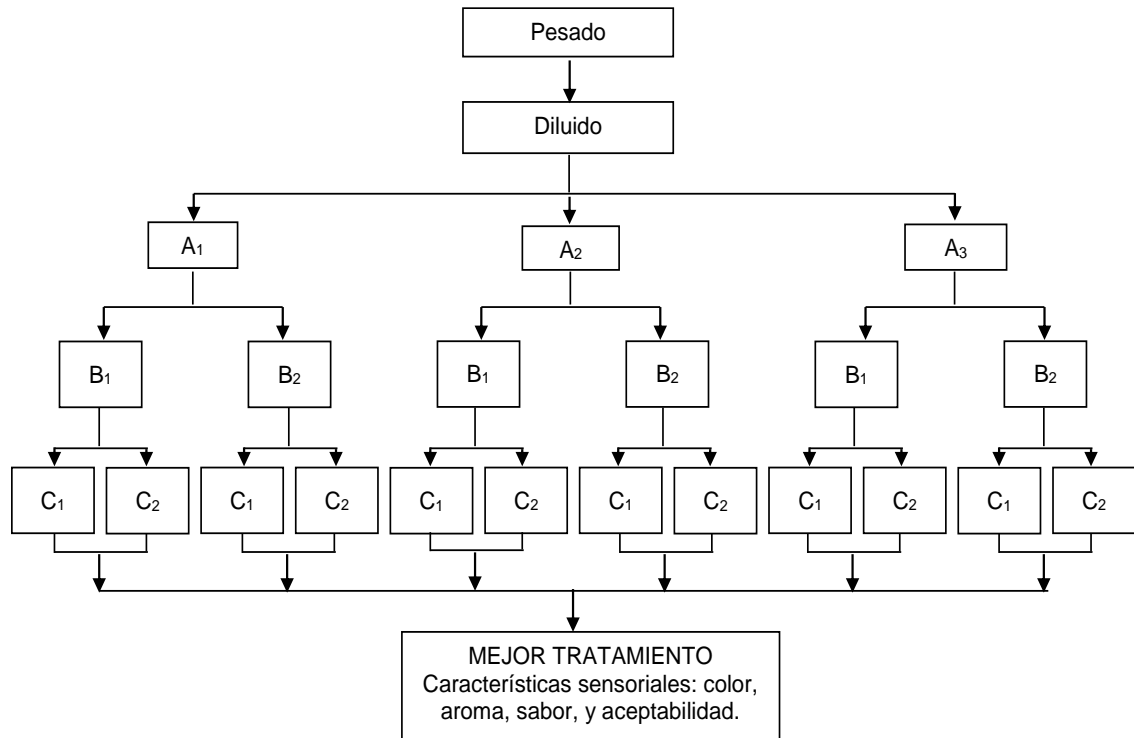 Pesado
Diluido
A₁ A₂ A₃
B₁ B₂ B₁ B₂ B₁ B₂
C₁ C₂ C₁ C₂ C₁ C₂ C₁ C₂ C₁ C₂ C₁ C₂
MEJOR TRATAMIENTO
Características sensoriales: color,
aroma, sabor, y aceptabilidad.